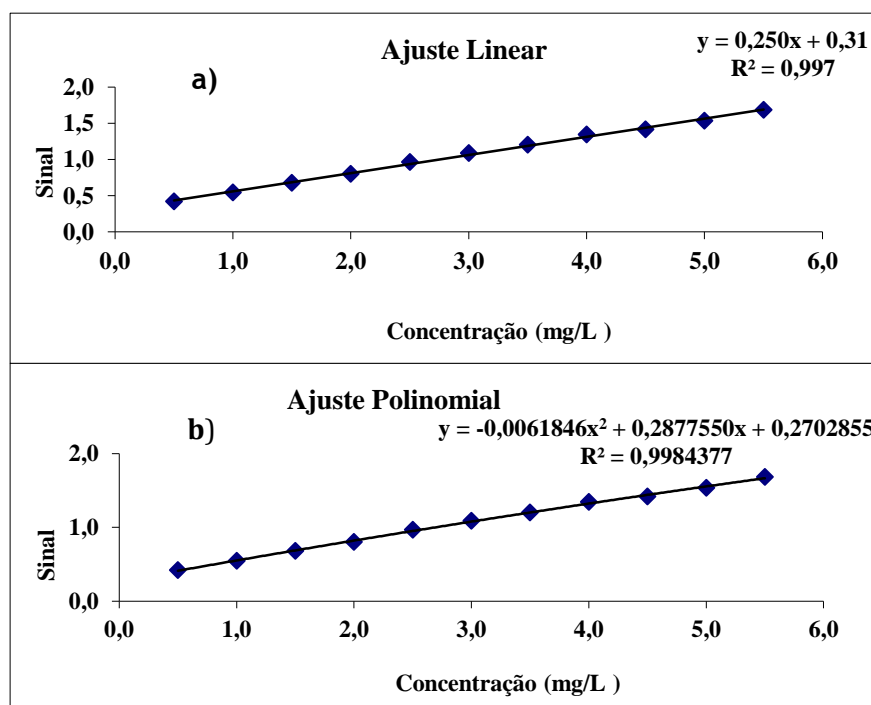 Ajuste Linear
y = 0,250x + 0,31
R² = 0,997
a)
2,0
1,5
1,0
0,5
0,0
Sinal
0,0 1,0 2,0 3,0 4,0 5,0 6,0
Concentração (mg/L )
Ajuste Polinomial
b)
y = -0,0061846x² + 0,2877550x + 0,2702855
R² = 0,9984377
2,0
1,0
0,0
Sinal
0,0 1,0 2,0 3,0 4,0 5,0 6,0
Concentração (mg/L )